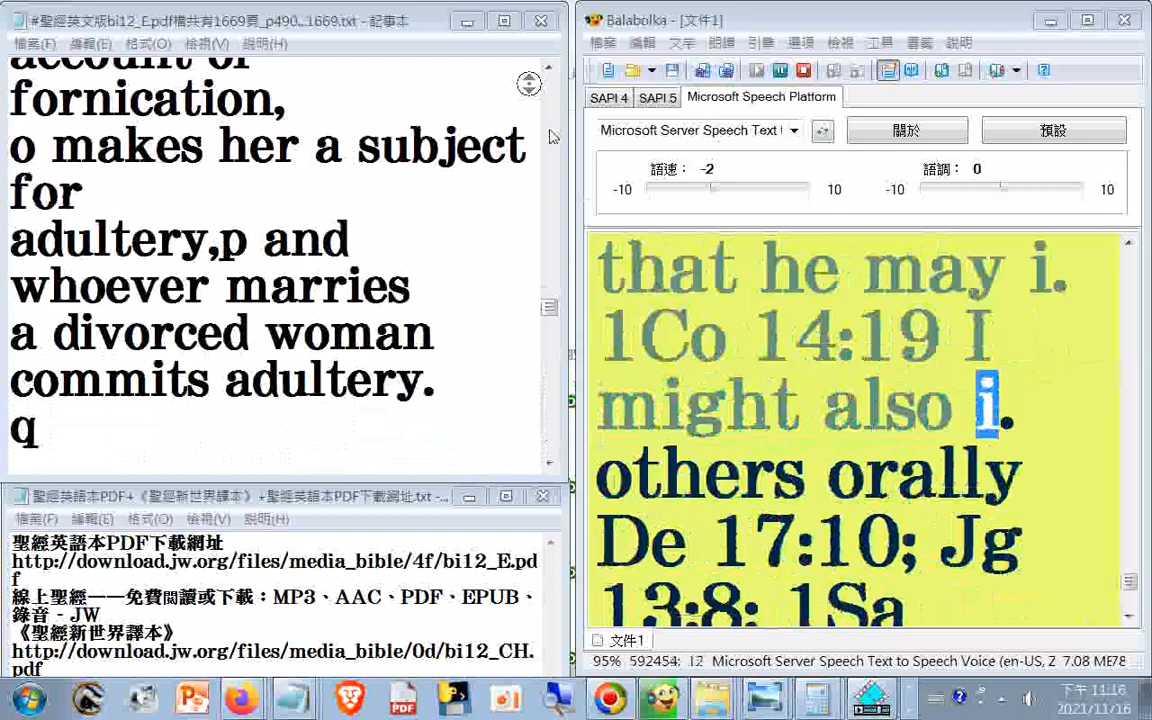 #聖經英文版bi12_E.pdf檔共有1669頁_p490...1669.txt - 記事本
檔案(F) 編輯(E) 格式(O) 檢視(V) 說明(H)
account of
fornication,
o makes her a subject
for
adultery,p and
whoever marries
a divorced woman
commits adultery.
q
聖經英語本PDF+《聖經新世界譯本》+聖經英語本PDF下載網址.txt -...
檔案(F) 編輯(E) 格式(O) 檢視(V) 說明(H)
聖經英語本PDF下載網址
http://download.jw.org/files/media_bible/4f/bi12_E.pd
f
線上聖經——免費閱讀或下載：MP3、AAC、PDF、EPUB、
錄音 - JW
《聖經新世界譯本》
http://download.jw.org/files/media_bible/0d/bi12_CH.
pdf
Balabolka - [文件1]
檔案 編輯 文字 朗讀 引擎 選項 檢視 工具 書籤 說明
SAPI 4 SAPI 5 Microsoft Speech Platform
Microsoft Server Speech Text t 關於 預設
語速： -2 語調： 0
-10 10 -10 10
that he may i.
1Co 14:19 I
might also i.
others orally
De 17:10; Jg
13:8; 1Sa
文件1
95% 592454: 12 Microsoft Server Speech Text to Speech Voice (en-US, Z 7.08 ME78
下午 11:16
2021/11/16